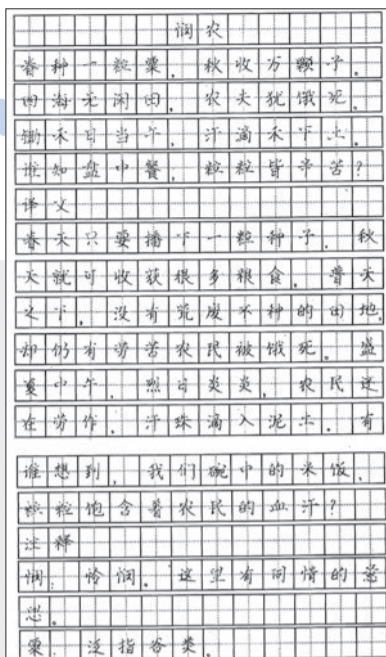 悯农
春种一粒粟，秋收万颗子。
四海无闲田，农夫犹饿死。
锄禾日当午，汗滴禾下土。
谁知盘中餐，粒粒皆辛苦？
译文
春天只要播下一粒种子，秋
天就可收获很多粮食。普天
之下，没有荒废不种的田地，
却仍有劳苦农民被饿死。盛
夏中午，烈日炎炎，农民还
在劳作，汗珠滴入泥土。有
谁想到，我们碗中的米饭，
粒粒饱含着农民的血汗？
注释
悯：怜悯。这里有同情的意
思。
粟：泛指谷类。